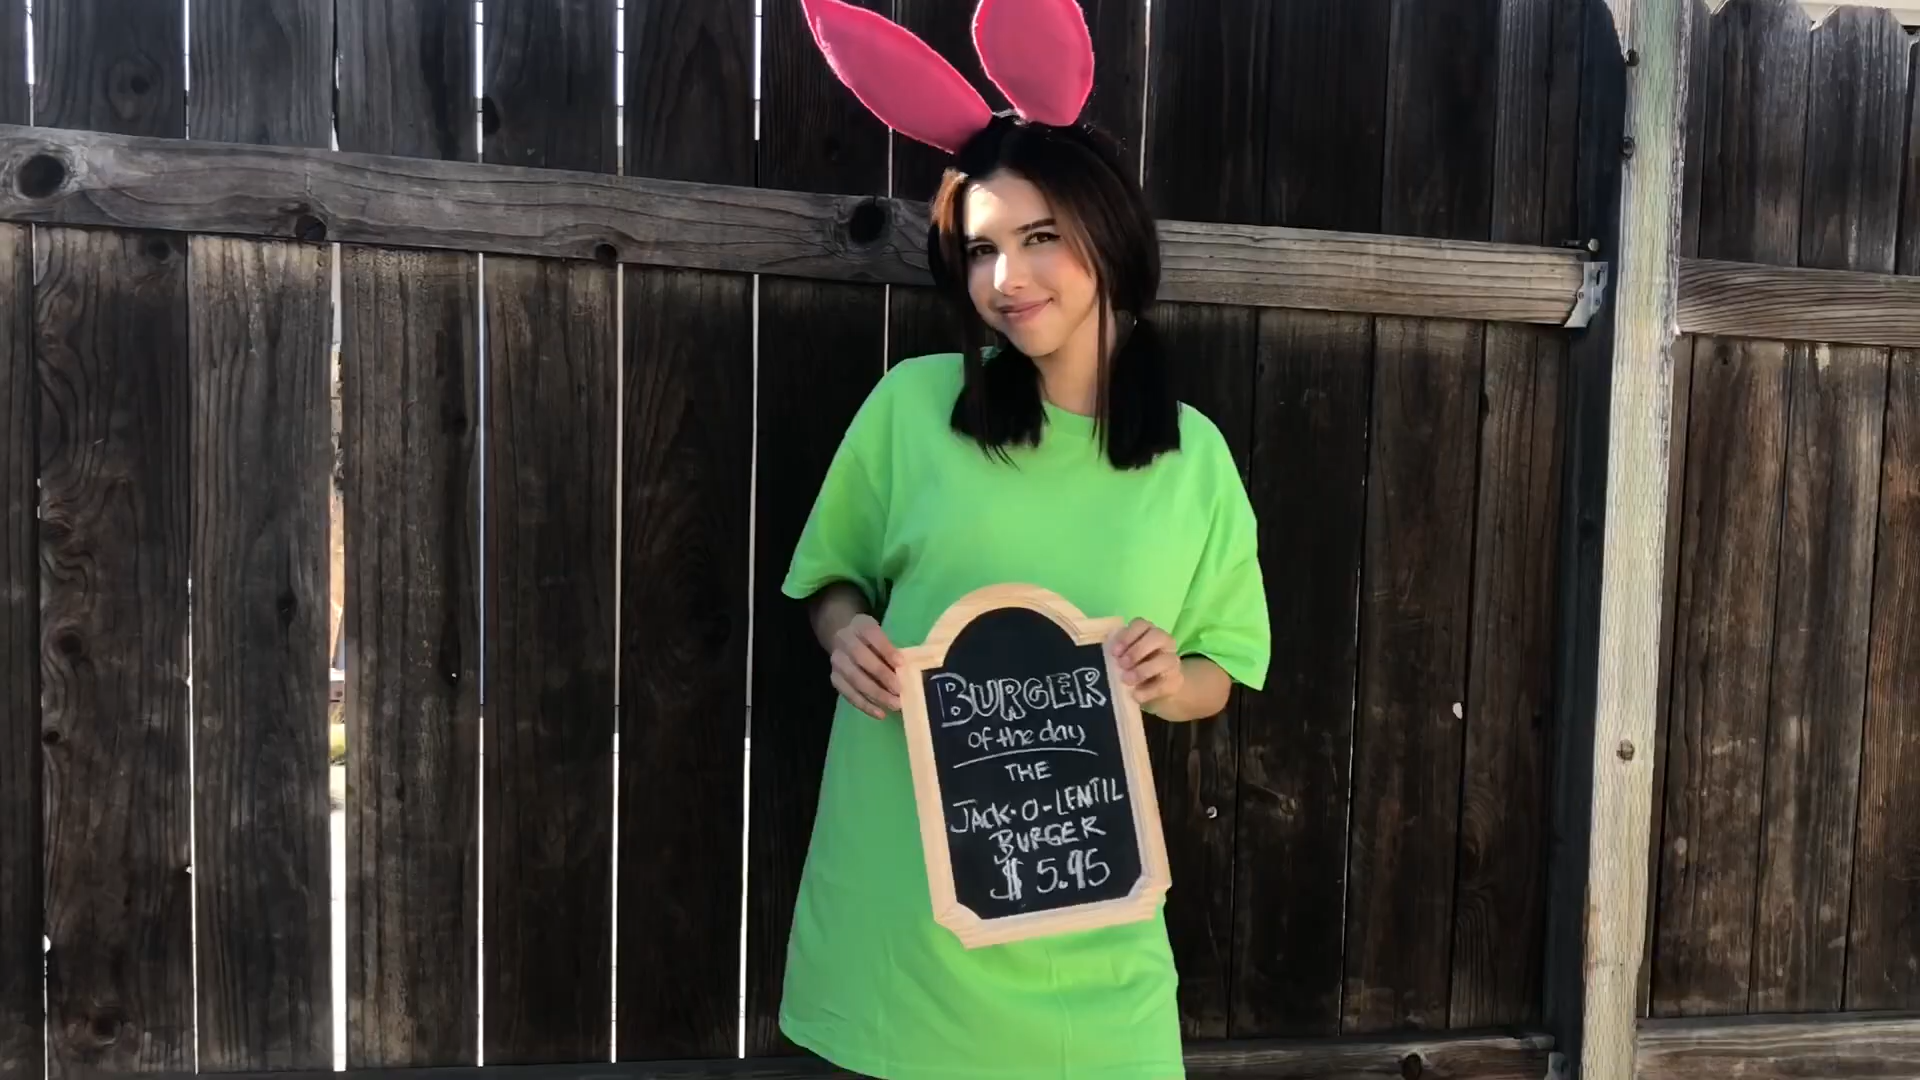 BURGER
of the day
THE
JACK-O-LENTIL
BURGER
$5.95